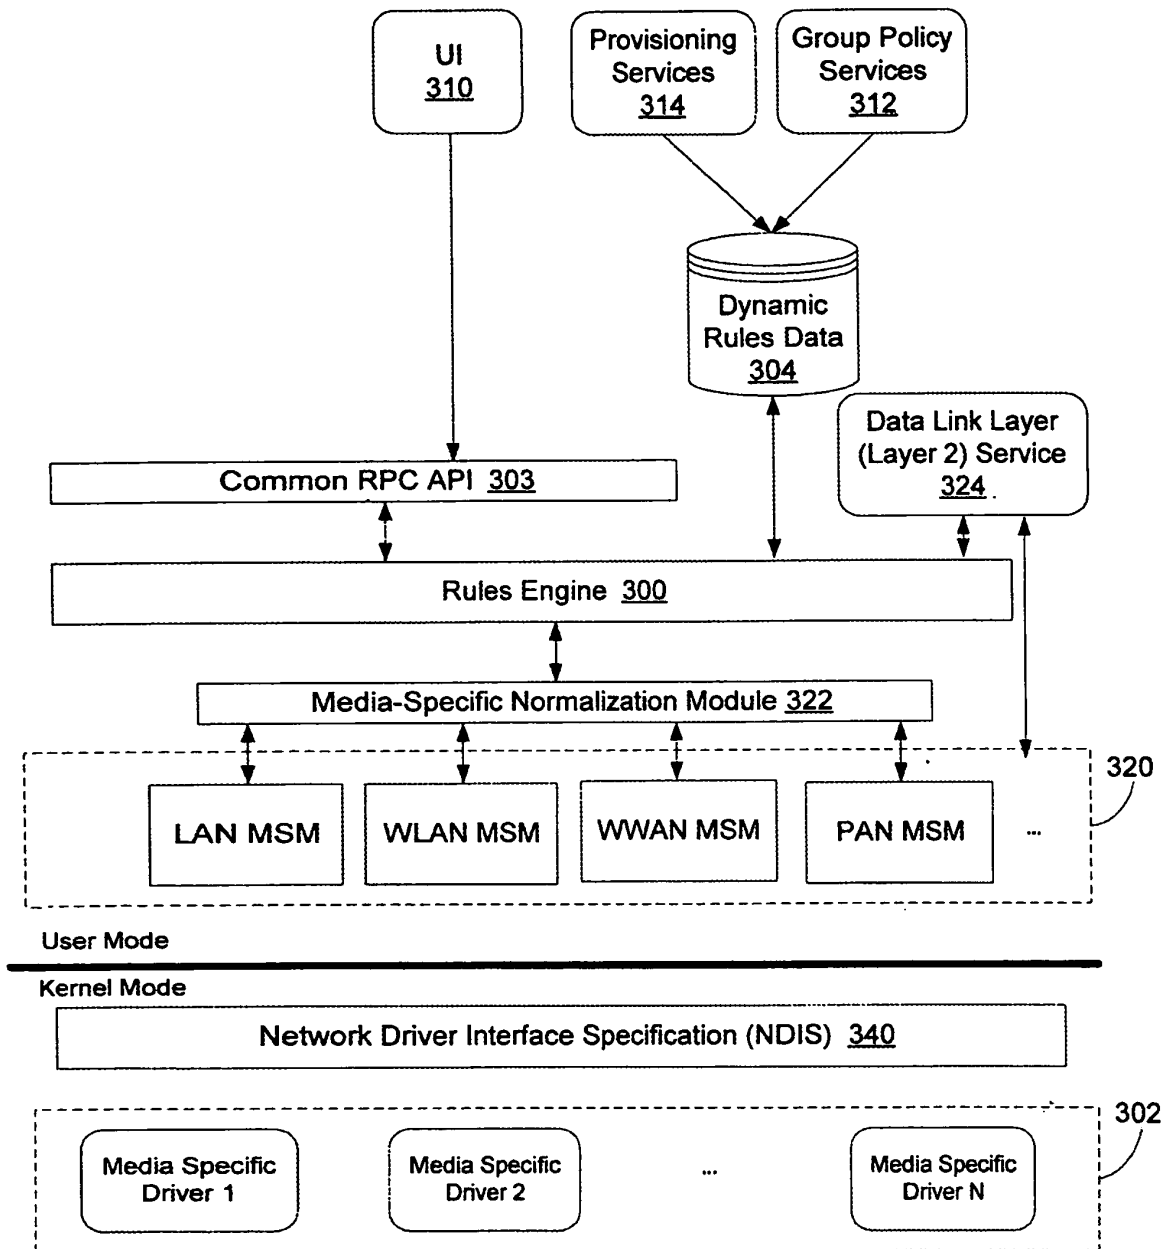 UI
310
Provisioning
Services
314
Group Policy
Services
312
Dynamic
Rules Data
304
Data Link Layer
(Layer 2) Service
324
Common RPC API 303
Rules Engine 300
Media-Specific Normalization Module 322
320
LAN MSM
WLAN MSM
WWAN MSM
PAN MSM
...
User Mode
Kernel Mode
Network Driver Interface Specification (NDIS) 340
302
Media Specific
Driver 1
Media Specific
Driver 2
...
Media Specific
Driver N